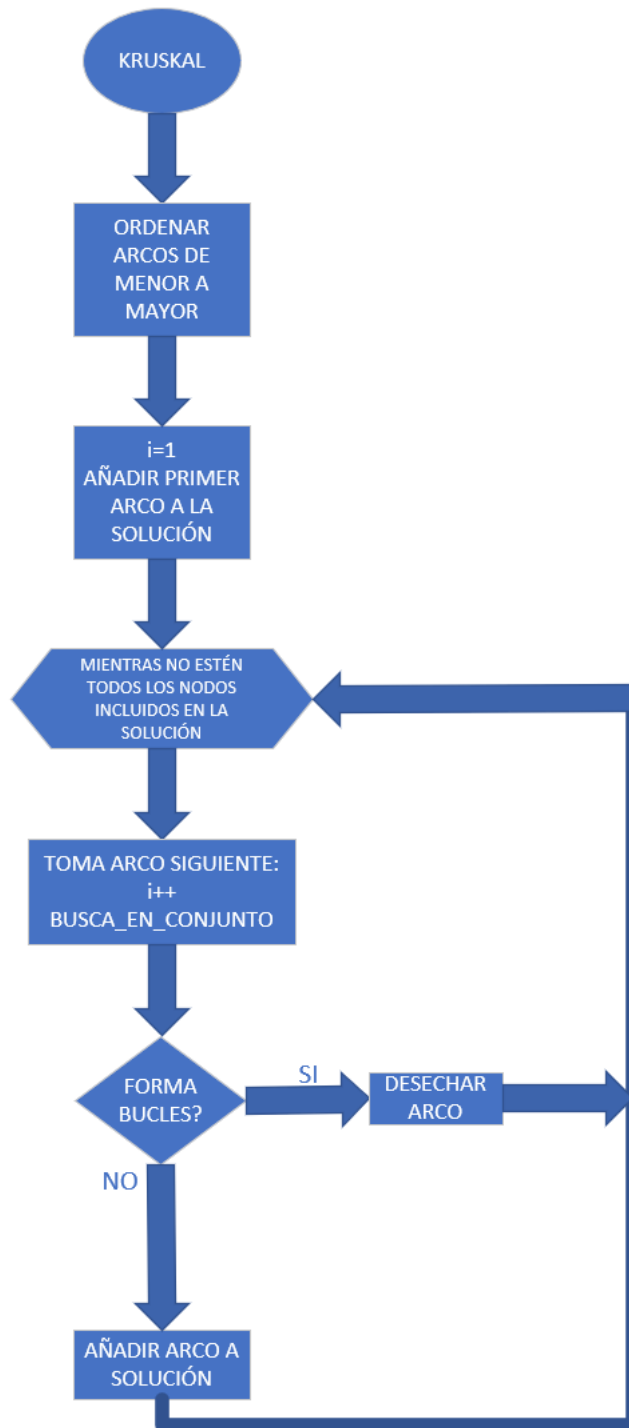 KRUSKAL
ORDENAR
ARCOS DE
MENOR A
MAYOR
i=1
AÑADIR PRIMER
ARCO A LA
SOLUCIÓN
MIENTRAS NO ESTÉN
TODOS LOS NODOS
INCLUIDOS EN LA
SOLUCIÓN
TOMA ARCO SIGUIENTE:
i++
BUSCA_EN_CONJUNTO
FORMA
BUCLES?
SI
DESECHAR
ARCO
NO
AÑADIR ARCO A
SOLUCIÓN